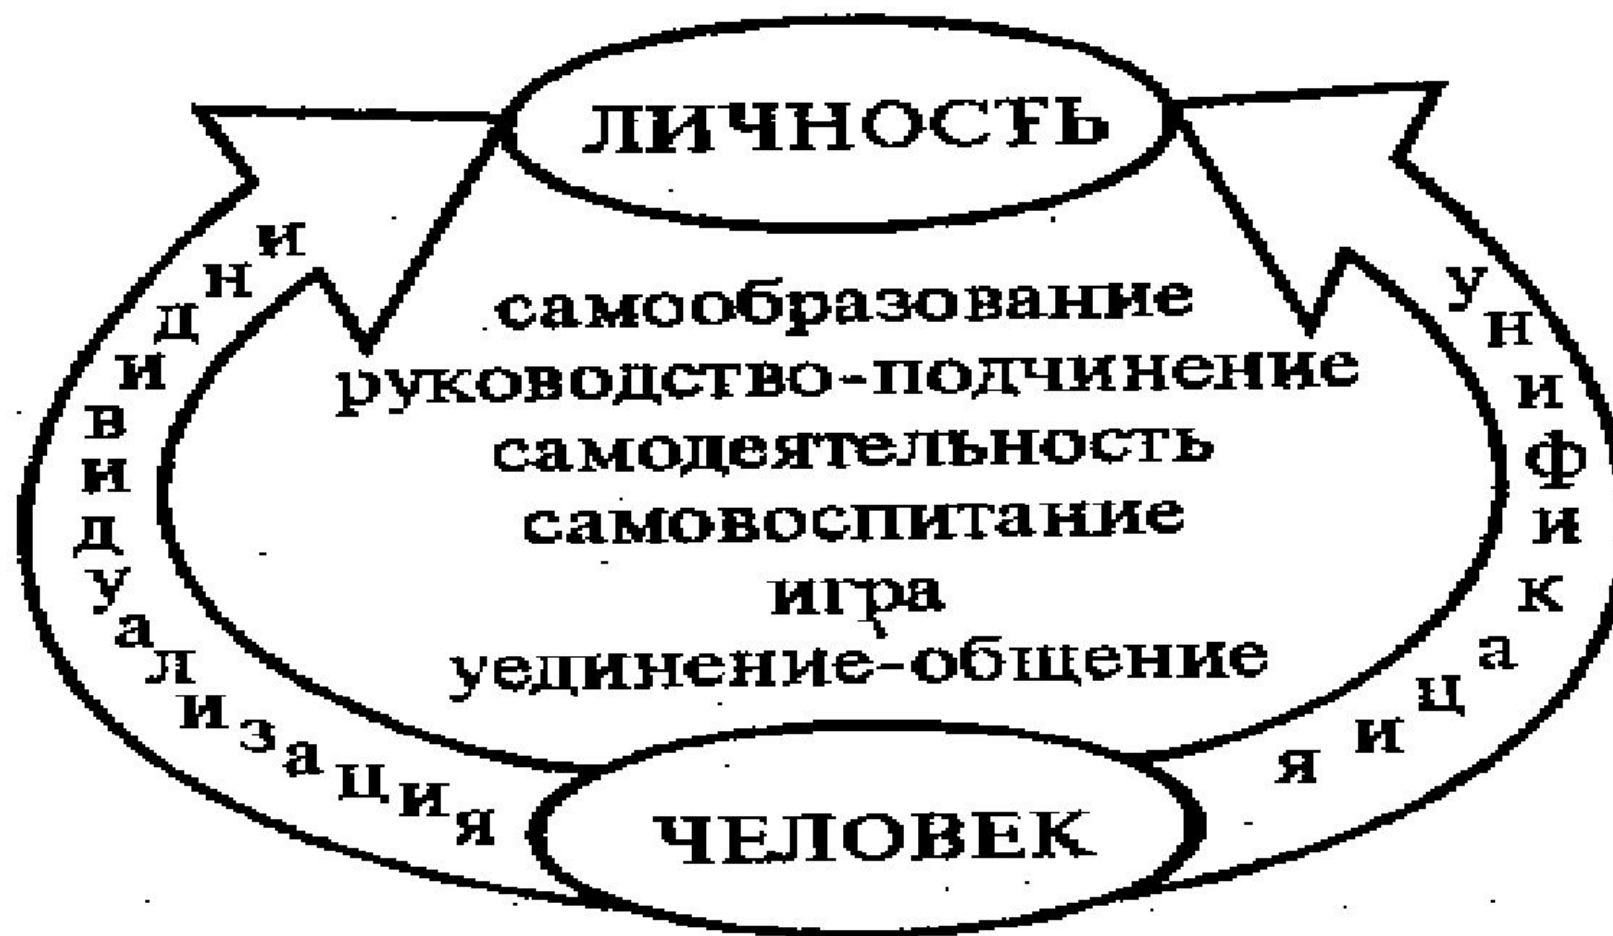 ЛИЧНОСТЬ
индивидуализация
унификация
самообразование
руководство-подчинение
самодеятельность
самовоспитание
игра
уединение-общение
ЧЕЛОВЕК